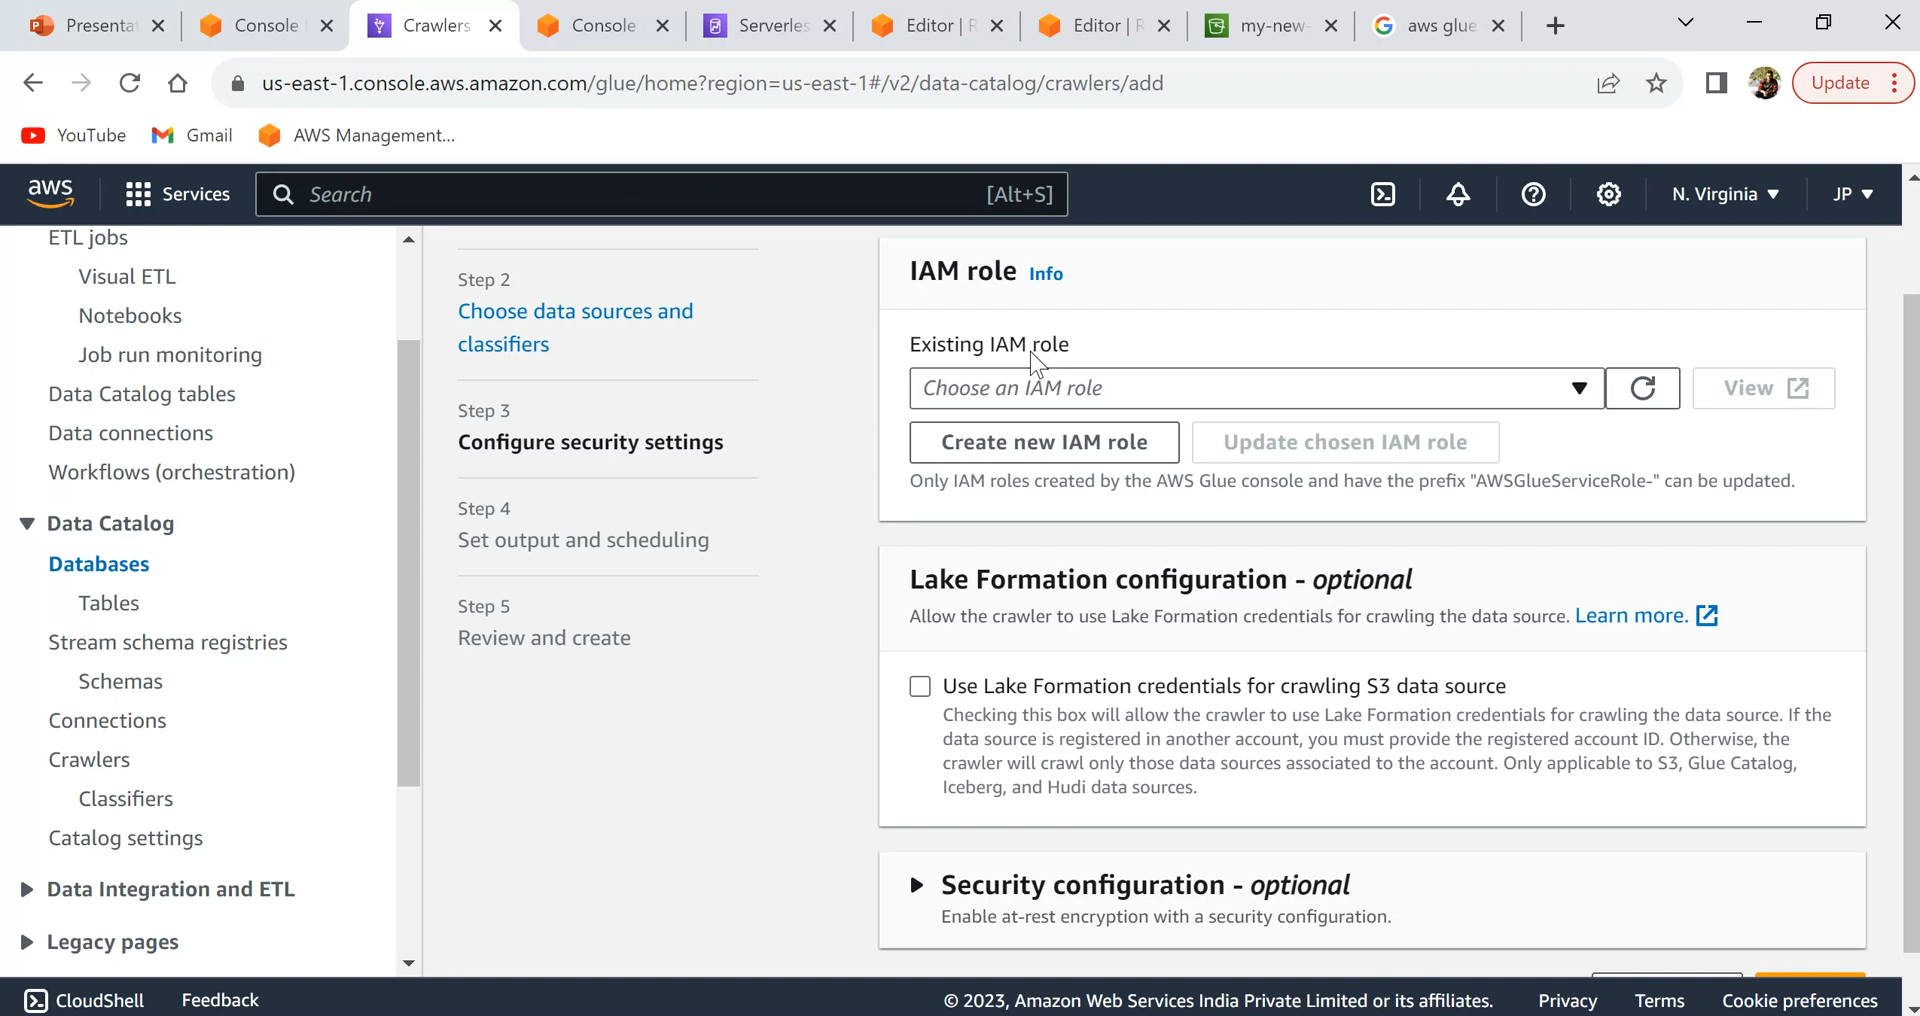 Presenta
Console
Crawlers
Console
Serverles
Editor | R
Editor | R
my-new-
aws glue
us-east-1.console.aws.amazon.com/glue/home?region=us-east-1#/v2/data-catalog/crawlers/add
Update
YouTube
Gmail
AWS Management...
aws
Services
Search
[Alt+S]
N. Virginia
JP
ETL jobs
Visual ETL
Notebooks
Job run monitoring
Data Catalog tables
Data connections
Workflows (orchestration)
Data Catalog
Databases
Tables
Stream schema registries
Schemas
Connections
Crawlers
Classifiers
Catalog settings
Data Integration and ETL
Legacy pages
Step 2
Choose data sources and
classifiers
Step 3
Configure security settings
Step 4
Set output and scheduling
Step 5
Review and create
IAM role Info
Existing IAM role
Choose an IAM role
View
Create new IAM role
Update chosen IAM role
Only IAM roles created by the AWS Glue console and have the prefix "AWSGlueServiceRole-" can be updated.
Lake Formation configuration - optional
Allow the crawler to use Lake Formation credentials for crawling the data source. Learn more.
Use Lake Formation credentials for crawling S3 data source
Checking this box will allow the crawler to use Lake Formation credentials for crawling the data source. If the
data source is registered in another account, you must provide the registered account ID. Otherwise, the
crawler will crawl only those data sources associated to the account. Only applicable to S3, Glue Catalog,
Iceberg, and Hudi data sources.
Security configuration - optional
Enable at-rest encryption with a security configuration.
CloudShell
Feedback
© 2023, Amazon Web Services India Private Limited or its affiliates.
Privacy
Terms
Cookie preferences